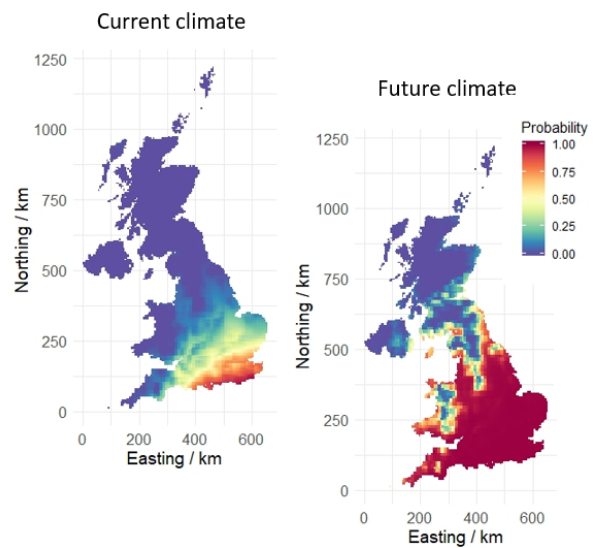 Current climate
1250
1000
750
500
250
0
Northing / km
0 200 400 600
Easting / km
Future climate
Probability
1.00
0.75
0.50
0.25
0.00
1250
1000
750
500
250
0
Northing / km
0 200 400 600
Easting / km